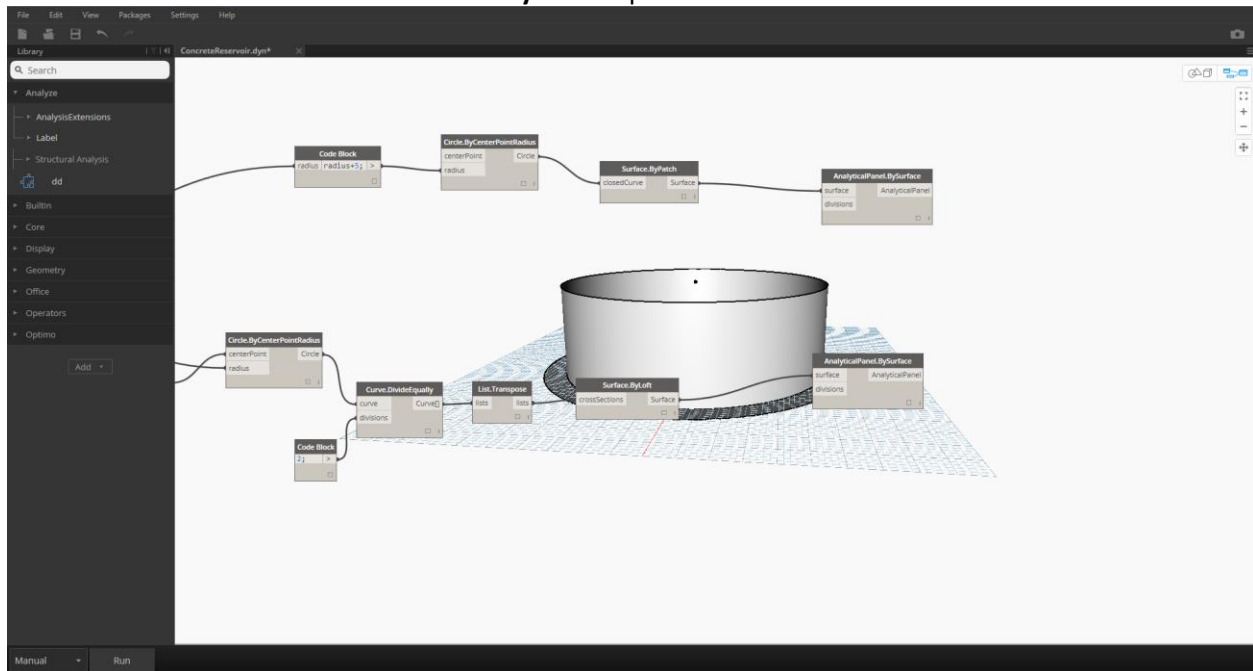 File Edit View Packages Settings Help
Library
ConcreteReservoir.dyn*
Search
Analyze
AnalysisExtensions
Label
Structural Analysis
dd
Builtin
Core
Display
Geometry
Office
Operators
Optimo
Add
Code Block
radius radius+5; >
Circle.ByCenterPointRadius
centerPoint Circle
radius
Surface.ByPatch
closedCurve Surface
AnalyticalPanel.BySurface
surface AnalyticalPanel
divisions
Circle.ByCenterPointRadius
centerPoint Circle
radius
Curve.DivideEqually
curve Curve[]
divisions
List.Transpose
lists lists
Surface.ByLoft
crossSections Surface
AnalyticalPanel.BySurface
surface AnalyticalPanel
divisions
Code Block
2; >
Manual Run